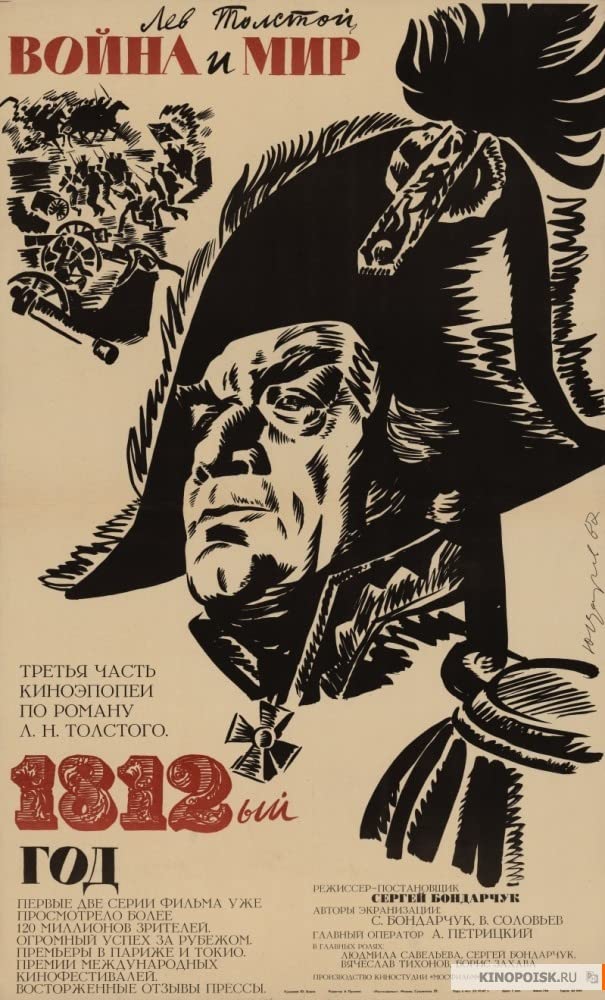 Лев Толстой
ВОЙНА и МИР
ТРЕТЬЯ ЧАСТЬ
КИНОЭПОПЕИ
ПО РОМАНУ
Л. Н. ТОЛСТОГО.
1812ый
ГОД
ПЕРВЫЕ ДВЕ СЕРИИ ФИЛЬМА УЖЕ
ПРОСМОТРЕЛО БОЛЕЕ
120 МИЛЛИОНОВ ЗРИТЕЛЕЙ.
ОГРОМНЫЙ УСПЕХ ЗА РУБЕЖОМ.
ПРЕМЬЕРЫ В ПАРИЖЕ И ТОКИО.
ПРЕМИИ МЕЖДУНАРОДНЫХ
КИНОФЕСТИВАЛЕЙ.
ВОСТОРЖЕННЫЕ ОТЗЫВЫ ПРЕССЫ.
РЕЖИССЕР-ПОСТАНОВЩИК
СЕРГЕЙ БОНДАРЧУК
АВТОРЫ ЭКРАНИЗАЦИИ:
С. БОНДАРЧУК, В. СОЛОВЬЕВ
ГЛАВНЫЙ ОПЕРАТОР А. ПЕТРИЦКИЙ
В ГЛАВНЫХ РОЛЯХ:
ЛЮДМИЛА САВЕЛЬЕВА, СЕРГЕЙ БОНДАРЧУК,
ВЯЧЕСЛАВ ТИХОНОВ, БОРИС ЗАХАВА
ПРОИЗВОДСТВО КИНОСТУДИИ
KINOPOISK.RU